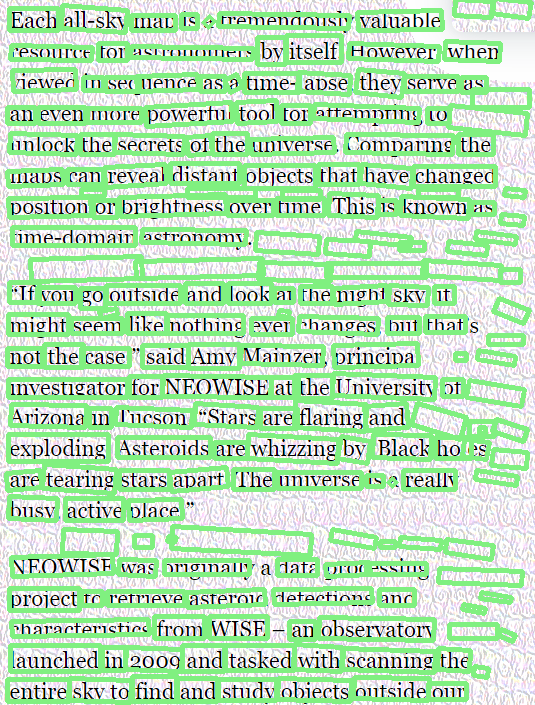 Each all-sky map is a tremendously valuable
resource for astronomers by itself. However, when
viewed in sequence as a time-lapse, they serve as
an even more powerful tool for attempting to
unlock the secrets of the universe. Comparing the
maps can reveal distant objects that have changed
position or brightness over time. This is known as
time-domain astronomy.
“If you go outside and look at the night sky, it
might seem like nothing ever changes, but that’s
not the case,” said Amy Mainzer, principal
investigator for NEOWISE at the University of
Arizona in Tucson. “Stars are flaring and
exploding. Asteroids are whizzing by. Black holes
are tearing stars apart. The universe is a really
busy, active place.”
NEOWISE was originally a data processing
project to retrieve asteroid detections and
characteristics from WISE – an observatory
launched in 2009 and tasked with scanning the
entire sky to find and study objects outside our